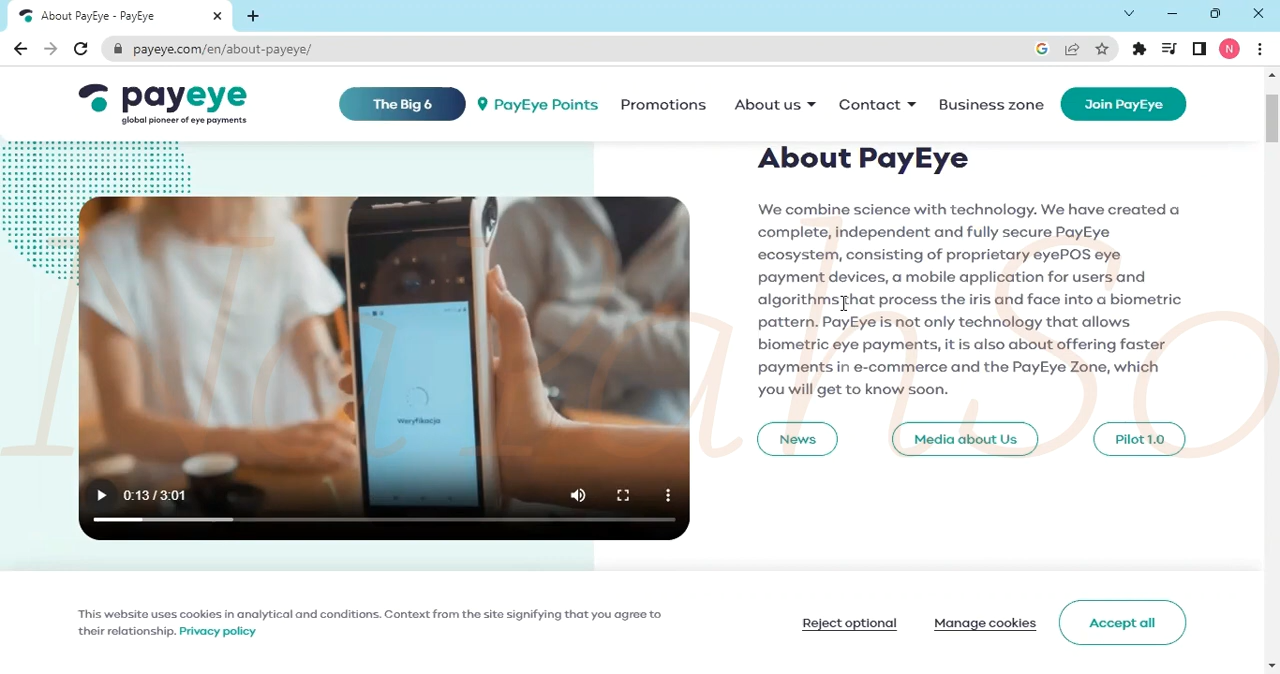 About PayEye - PayEye
payeye.com/en/about-payeye/
N
payeye
global pioneer of eye payments
The Big 6
PayEye Points
Promotions
About us
Contact
Business zone
Join PayEye
About PayEye
We combine science with technology. We have created a
complete, independent and fully secure PayEye
ecosystem, consisting of proprietary eyePOS eye
payment devices, a mobile application for users and
algorithms that process the iris and face into a biometric
pattern. PayEye is not only technology that allows
biometric eye payments, it is also about offering faster
payments in e-commerce and the PayEye Zone, which
you will get to know soon.
Weryfikacja
0:13 / 3:01
News
Media about Us
Pilot 1.0
This website uses cookies in analytical and conditions. Context from the site signifying that you agree to
their relationship. Privacy policy
Reject optional
Manage cookies
Accept all